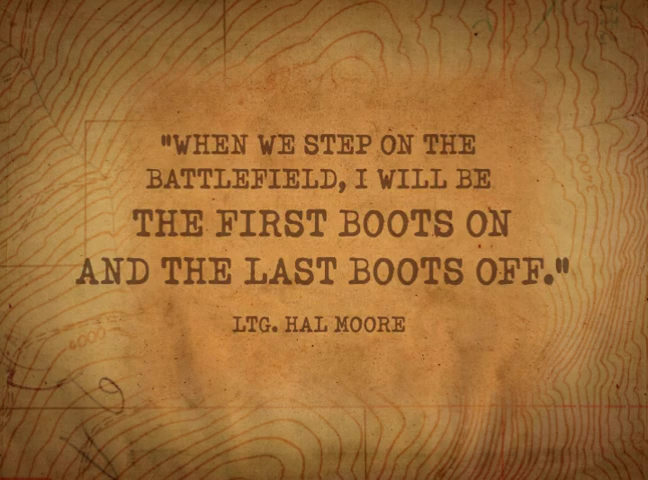 "WHEN WE STEP ON THE
BATTLEFIELD, I WILL BE
THE FIRST BOOTS ON
AND THE LAST BOOTS OFF."
LTG. HAL MOORE
4000